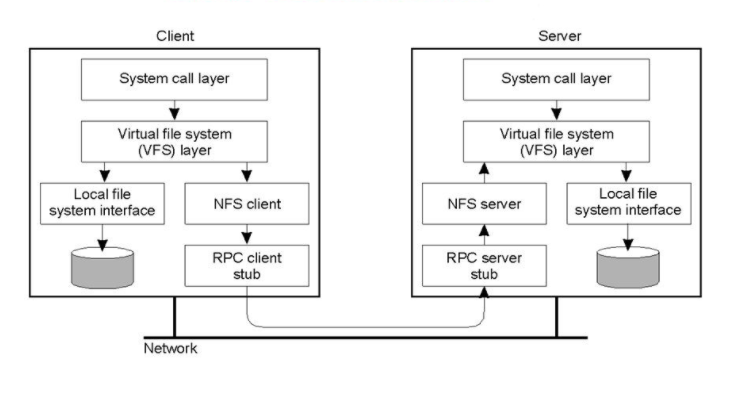 Client
System call layer
Virtual file system
(VFS) layer
Local file
system interface
NFS client
RPC client
stub
Server
System call layer
Virtual file system
(VFS) layer
NFS server
Local file
system interface
RPC server
stub
Network